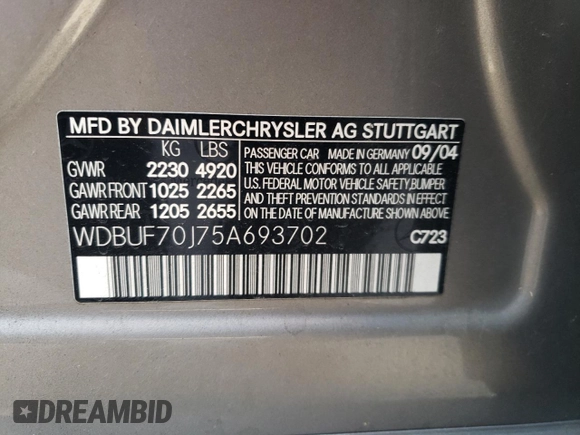 MFD BY DAIMLERCHRYSLER AG STUTTGART
KG LBS
GVWR 2230 4920
GAWR FRONT 1025 2265
GAWR REAR 1205 2655
PASSENGER CAR MADE IN GERMANY 09/04
THIS VEHICLE CONFORMS TO ALL APPLICABLE
U.S. FEDERAL MOTOR VEHICLE SAFETY, BUMPER
AND THEFT PREVENTION STANDARDS IN EFFECT
ON THE DATE OF MANUFACTURE SHOWN ABOVE.
WDBUF70J75A693702
C723
DREAMBID